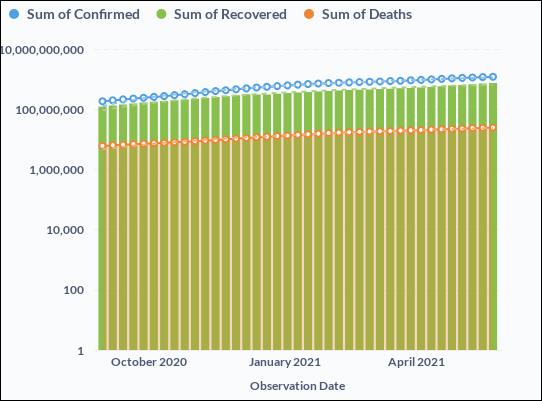 Sum of Confirmed Sum of Recovered Sum of Deaths
10,000,000,000
100,000,000
1,000,000
10,000
100
1
October 2020 January 2021 April 2021
Observation Date